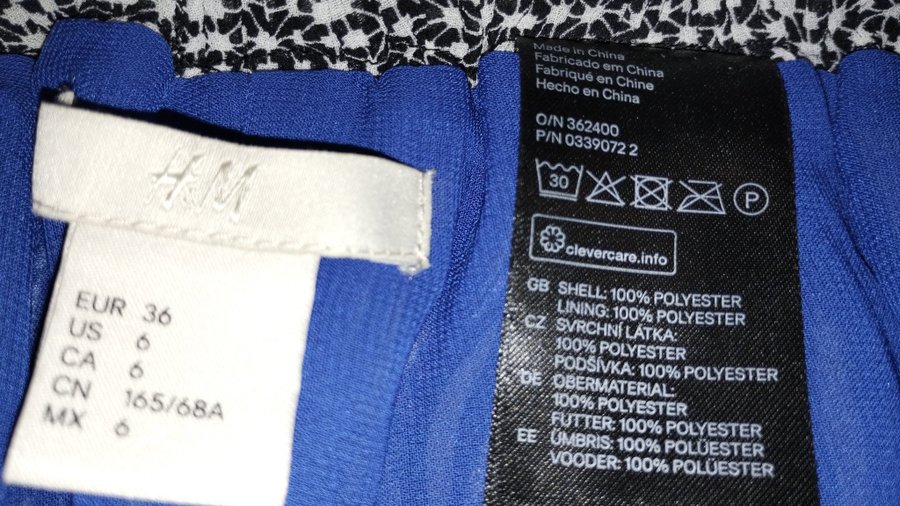 H&M
EUR 36
US 6
CA 6
CN 165/68A
MX 6
Made in China
Fabricado em China
Fabriqué en Chine
Hecho en China
O/N 362400
P/N 0339072 2
30
P
clevercare.info
GB SHELL: 100% POLYESTER
LINING: 100% POLYESTER
CZ SVRCHNÍ LÁTKA:
100% POLYESTER
PODŠÍVKA: 100% POLYESTER
DE OBERMATERIAL:
100% POLYESTER
FUTTER: 100% POLYESTER
EE ÜMBRIS: 100% POLÜESTER
VOODER: 100% POLÜESTER